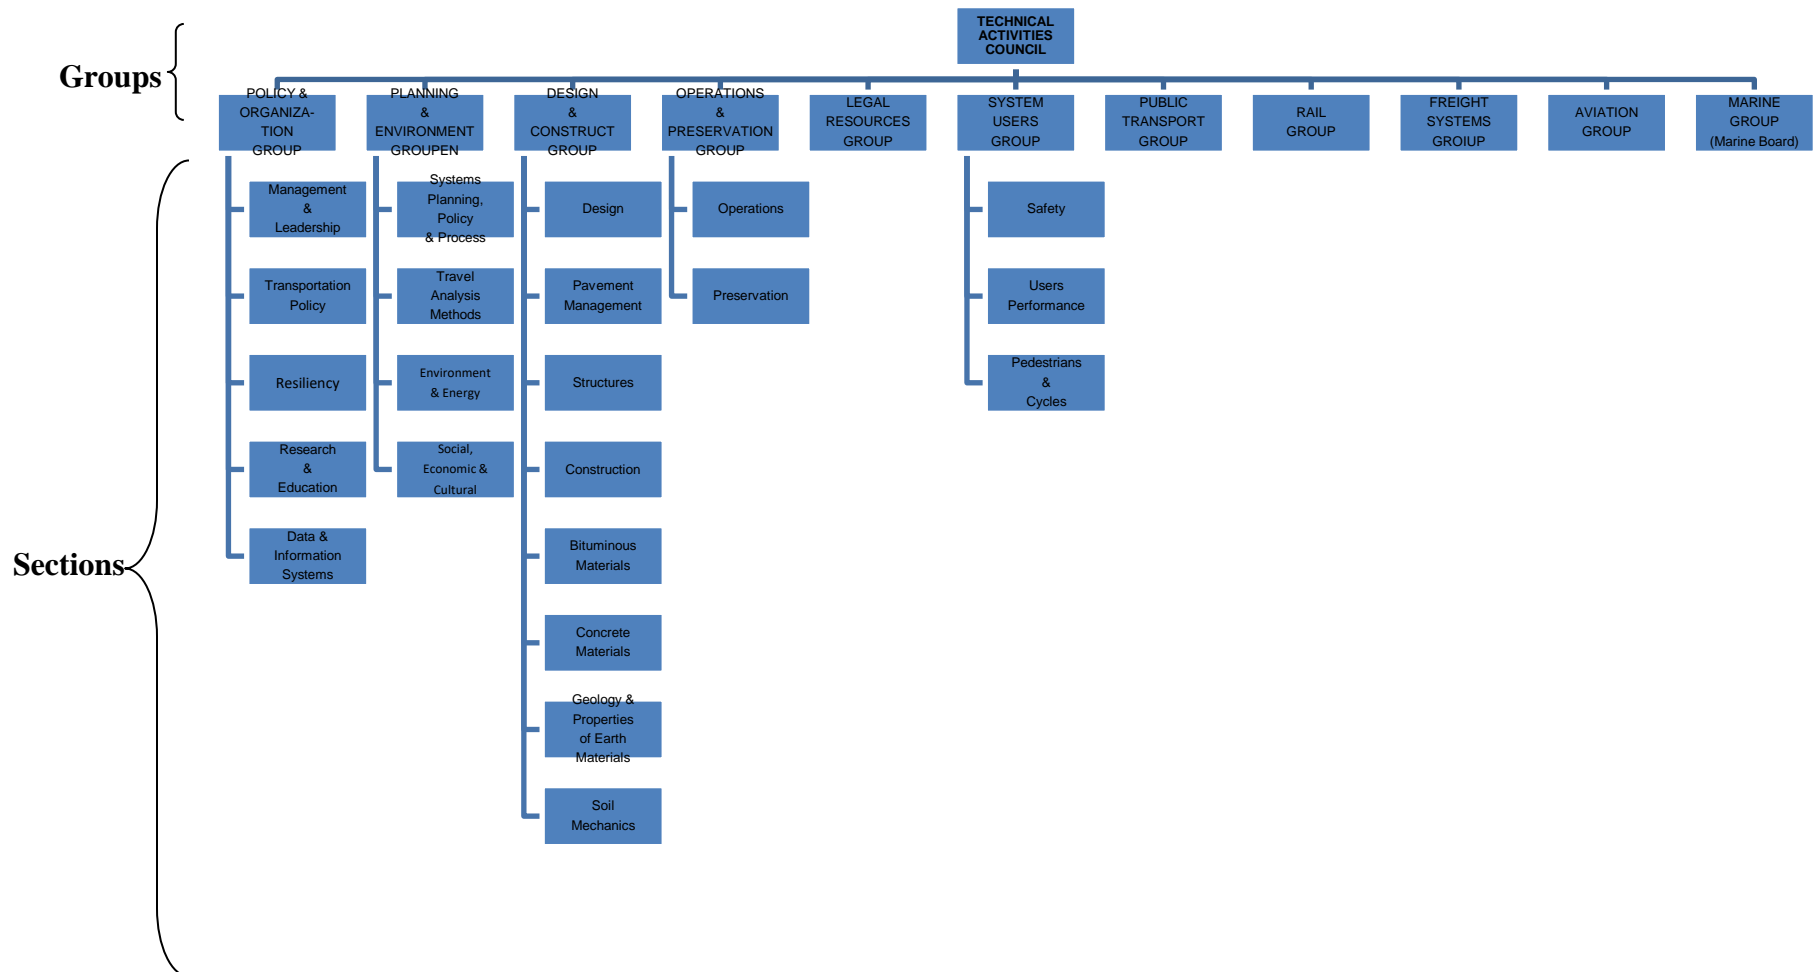 TECHNICAL
ACTIVITIES
COUNCIL
Groups
POLICY &
ORGANIZA-
TION
GROUP
PLANNING
&
ENVIRONMENT
GROUPEN
DESIGN
&
CONSTRUCT
GROUP
OPERATIONS
&
PRESERVATION
GROUP
LEGAL
RESOURCES
GROUP
SYSTEM
USERS
GROUP
PUBLIC
TRANSPORT
GROUP
RAIL
GROUP
FREIGHT
SYSTEMS
GROIUP
AVIATION
GROUP
MARINE
GROUP
(Marine Board)
Sections
Management
&
Leadership
Transportation
Policy
Resiliency
Research
&
Education
Data &
Information
Systems
Systems
Planning,
Policy
& Process
Travel
Analysis
Methods
Environment
& Energy
Social,
Economic &
Cultural
Design
Pavement
Management
Structures
Construction
Bituminous
Materials
Concrete
Materials
Geology &
Properties
of Earth
Materials
Soil
Mechanics
Operations
Preservation
Safety
Users
Performance
Pedestrians
&
Cycles